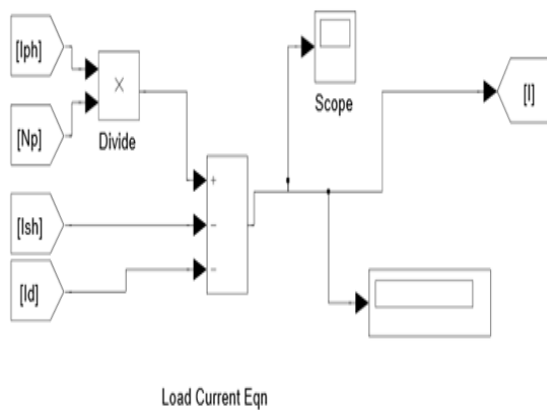 [Iph]
[Np]
×
Divide
Scope
[I]
[Ish]
[Id]
+
−
−
Load Current Eqn